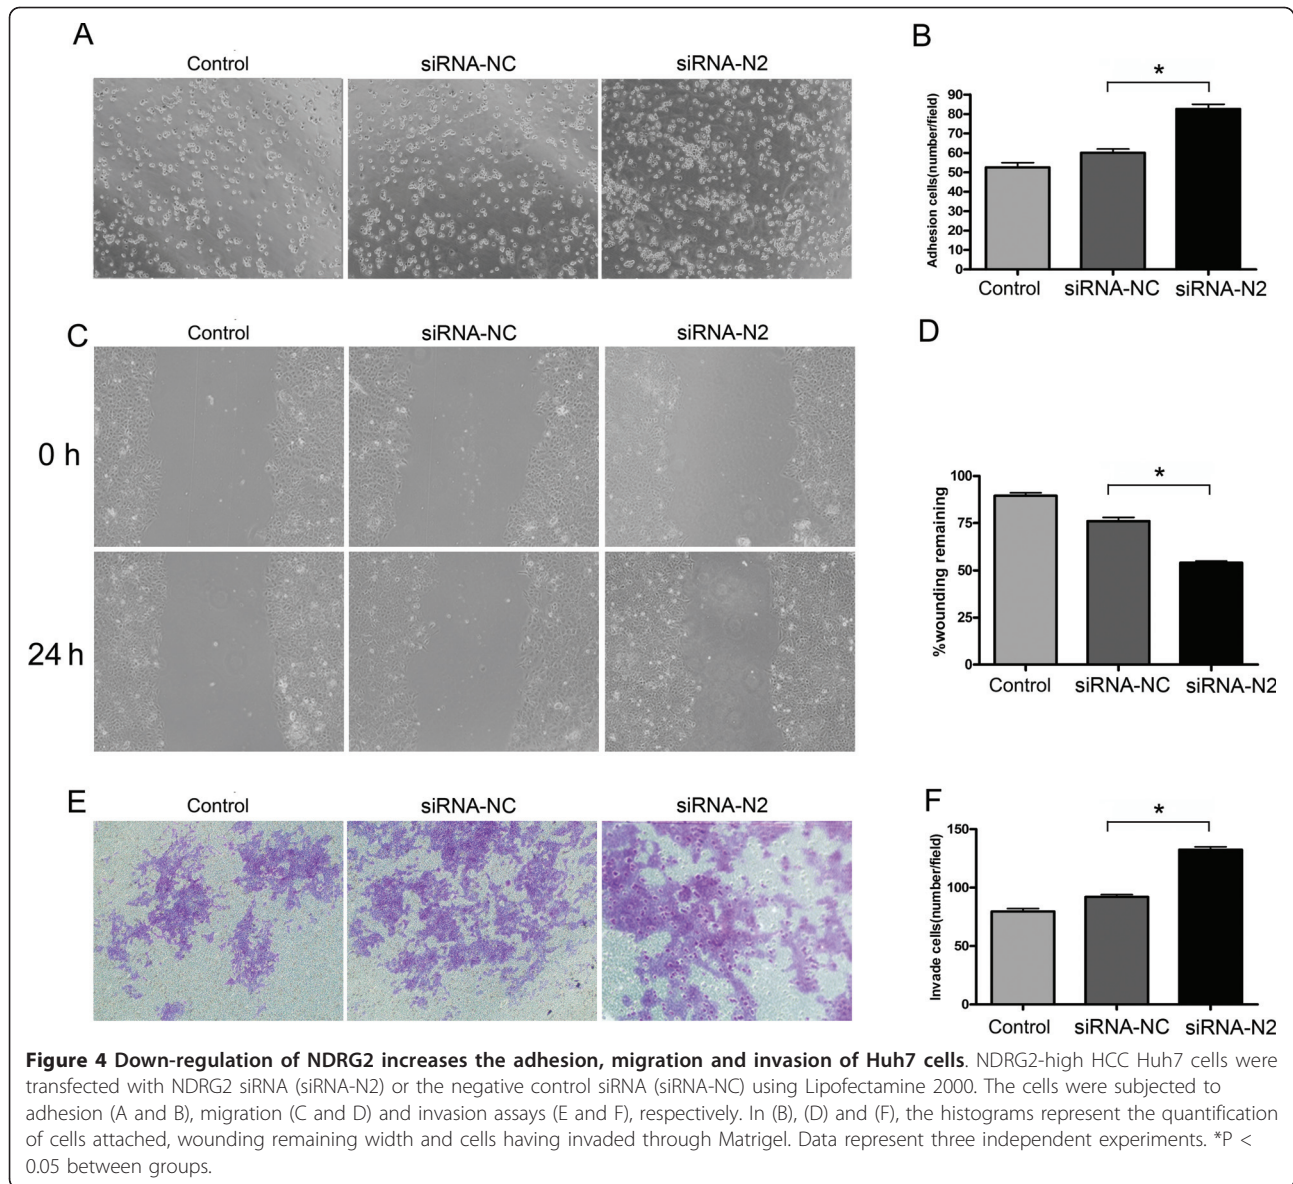 A
Control
siRNA-NC
siRNA-N2
B
*
Adhesion cells(number/field)
90
80
70
60
50
40
30
20
10
0
Control
siRNA-NC
siRNA-N2
C
Control
siRNA-NC
siRNA-N2
0 h
24 h
D
*
%wounding remaining
100
75
50
25
0
Control
siRNA-NC
siRNA-N2
E
Control
siRNA-NC
siRNA-N2
F
*
Invade cells(number/field)
150
100
50
0
Control
siRNA-NC
siRNA-N2
Figure 4 Down-regulation of NDRG2 increases the adhesion, migration and invasion of Huh7 cells. NDRG2-high HCC Huh7 cells were
transfected with NDRG2 siRNA (siRNA-N2) or the negative control siRNA (siRNA-NC) using Lipofectamine 2000. The cells were subjected to
adhesion (A and B), migration (C and D) and invasion assays (E and F), respectively. In (B), (D) and (F), the histograms represent the quantification
of cells attached, wounding remaining width and cells having invaded through Matrigel. Data represent three independent experiments. *P <
0.05 between groups.